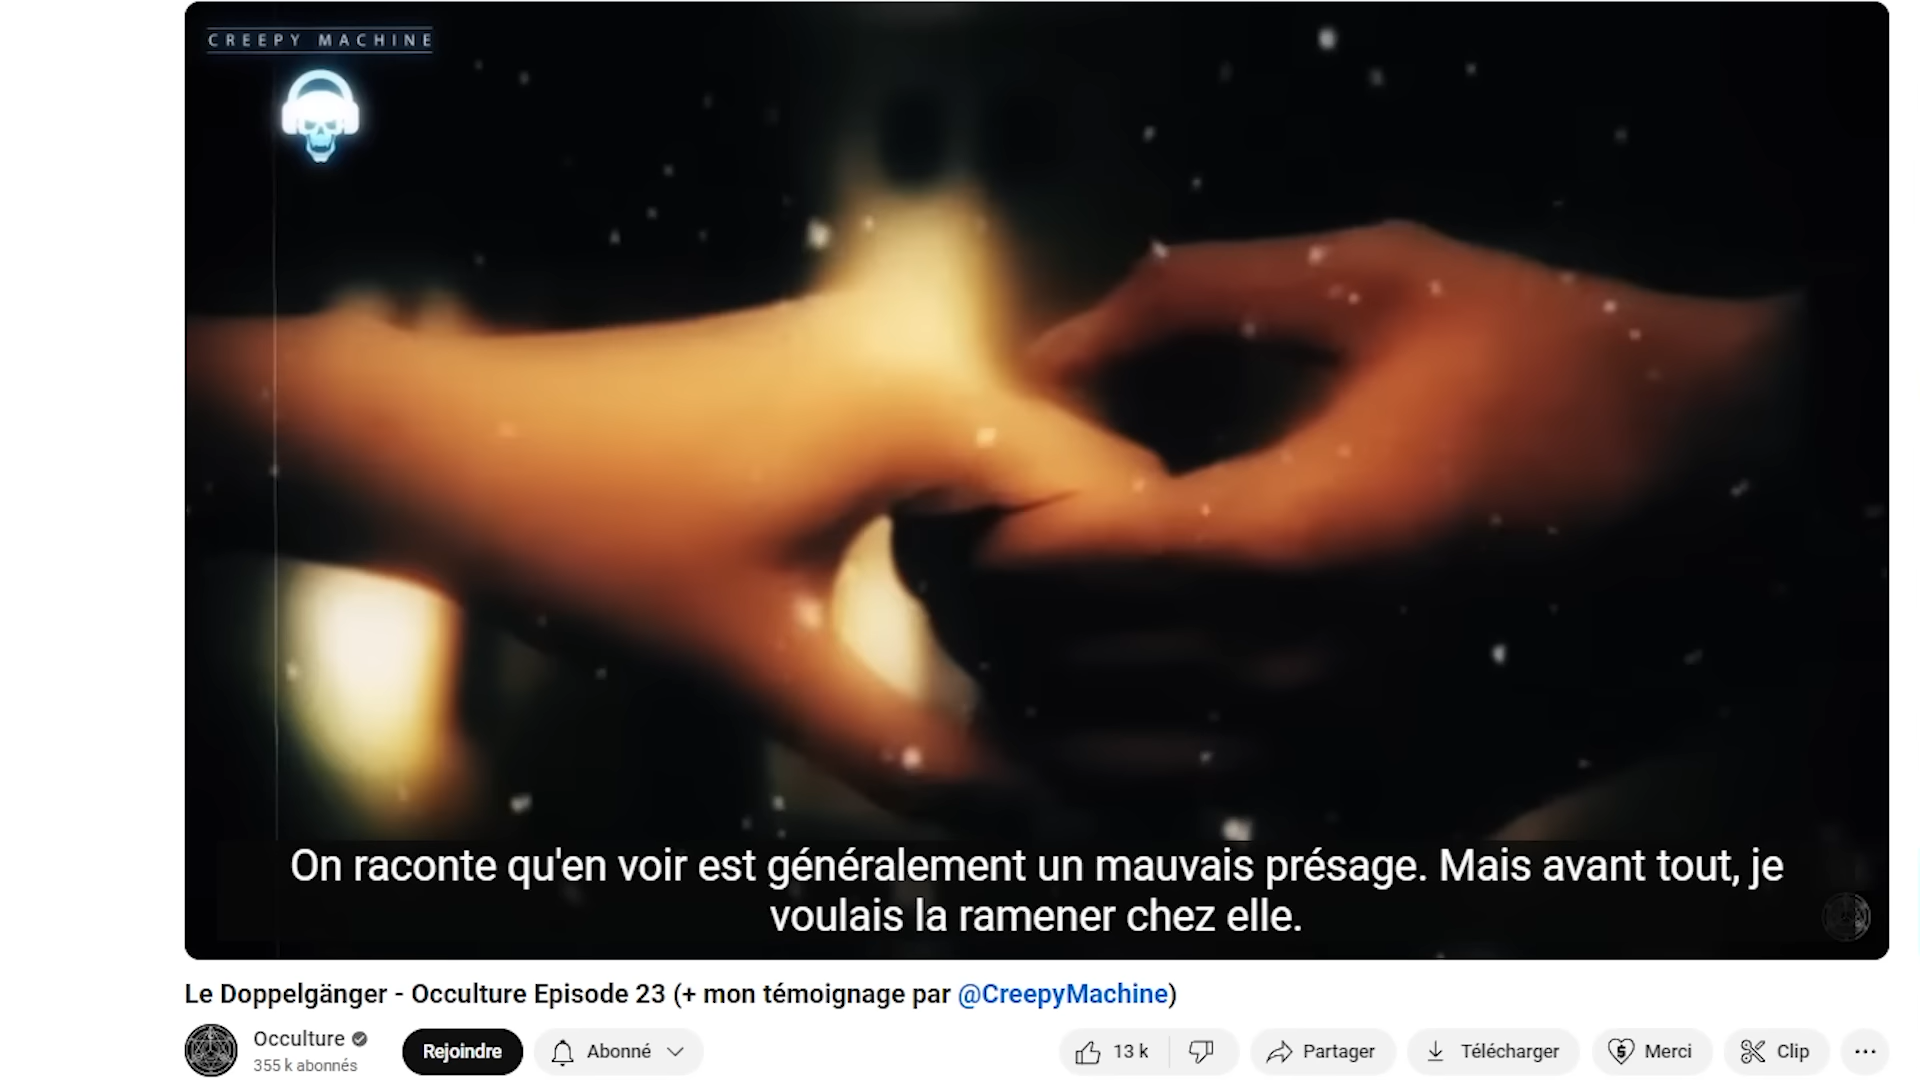 CREEPY MACHINE
On raconte qu'en voir est généralement un mauvais présage. Mais avant tout, je
voulais la ramener chez elle.
Le Doppelgänger - Occulture Episode 23 (+ mon témoignage par @CreepyMachine)
Occulture
355 k abonnés
Rejoindre
Abonné
13 k
Partager
Télécharger
Merci
Clip